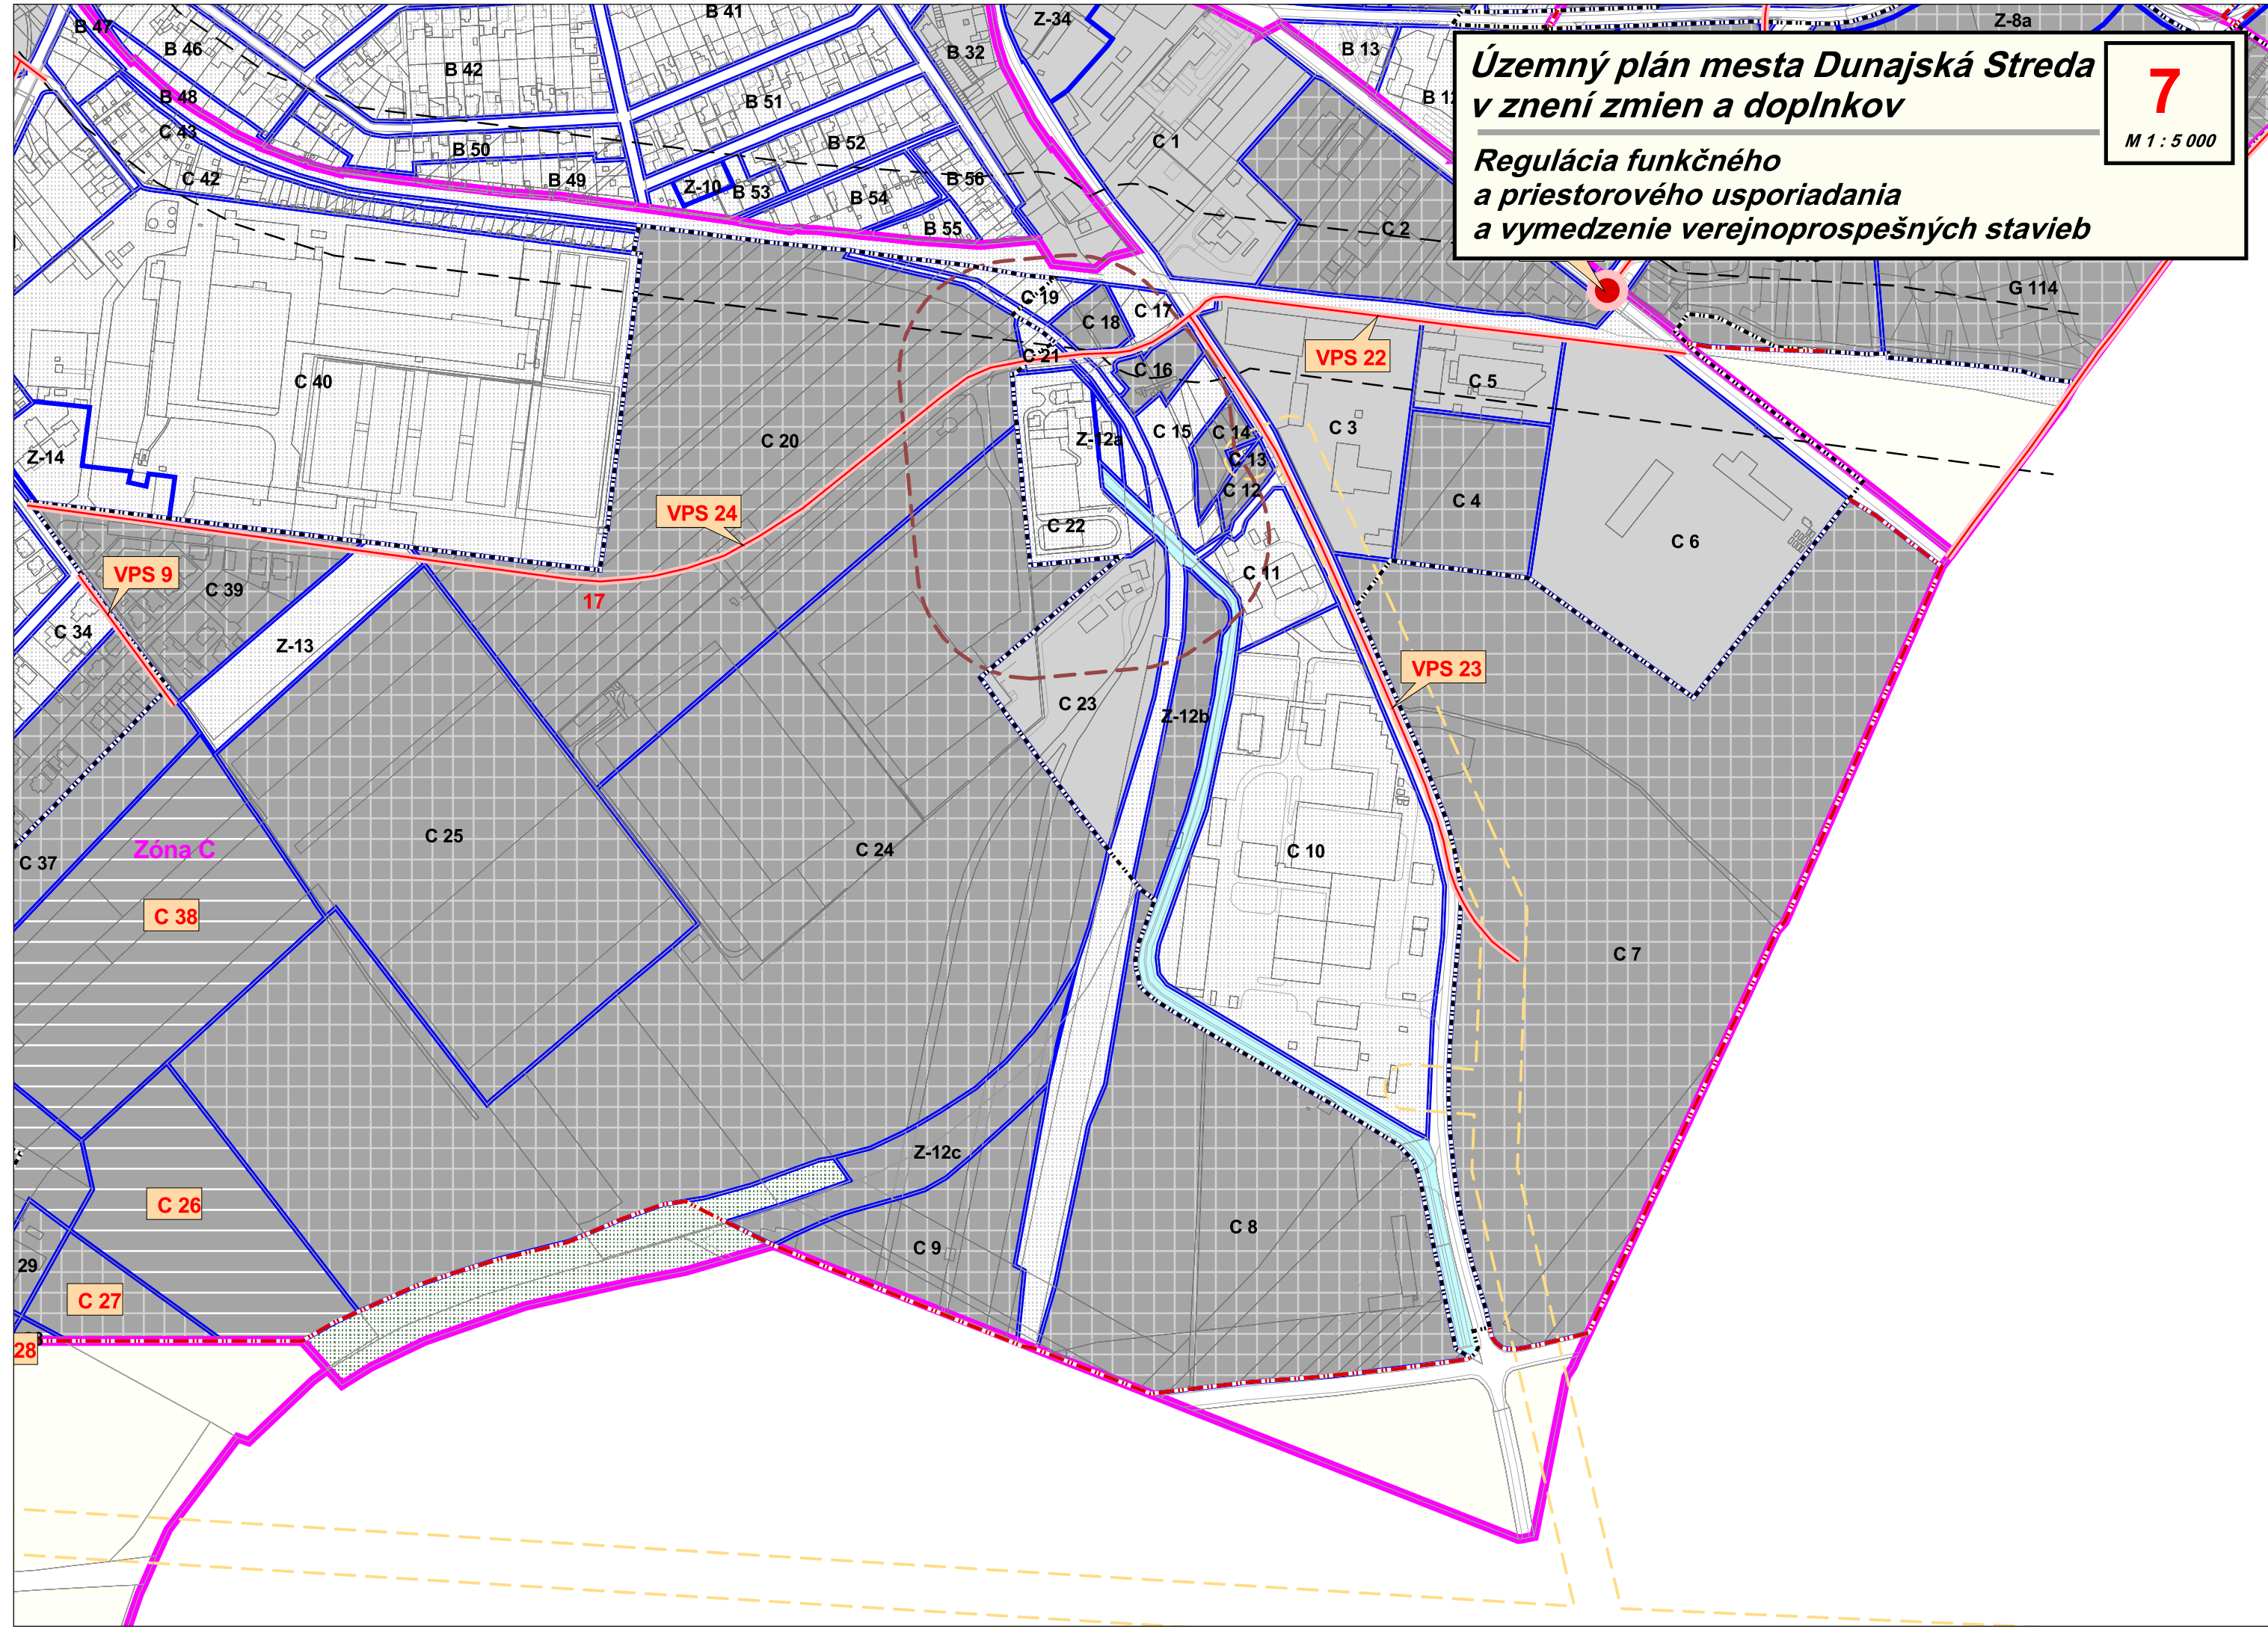 Územný plán mesta Dunajská Streda
v znení zmien a doplnkov
7
M 1 : 5 000
Regulácia funkčného
a priestorového usporiadania
a vymedzenie verejnoprospešných stavieb
B 47
B 46
B 41
Z-34
Z-8a
B 32
B 13
B 42
B 48
B 51
C 43
B 50
B 52
C 1
C 42
B 49
Z-10
B 53
B 54
B 56
B 55
C 2
G 114
C 19
C 18
C 17
C 21
VPS 22
C 40
C 16
C 5
C 20
Z-12a
C 15
C 14
C 3
Z-14
C 13
C 12
C 4
VPS 24
C 22
C 6
VPS 9
C 39
C 11
17
C 34
Z-13
VPS 23
C 23
Z-12b
C 25
Zóna C
C 24
C 10
C 37
C 38
C 7
Z-12c
C 26
C 8
C 9
29
C 27
28